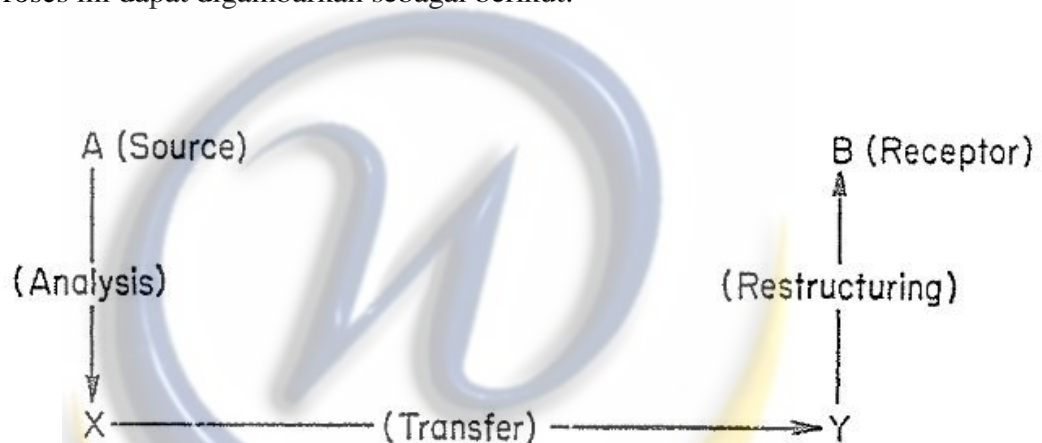 roses ini dapat digambarkan sebagai berikut:
A (Source) B (Receptor)
(Analysis) (Restructuring)
X (Transfer) Y